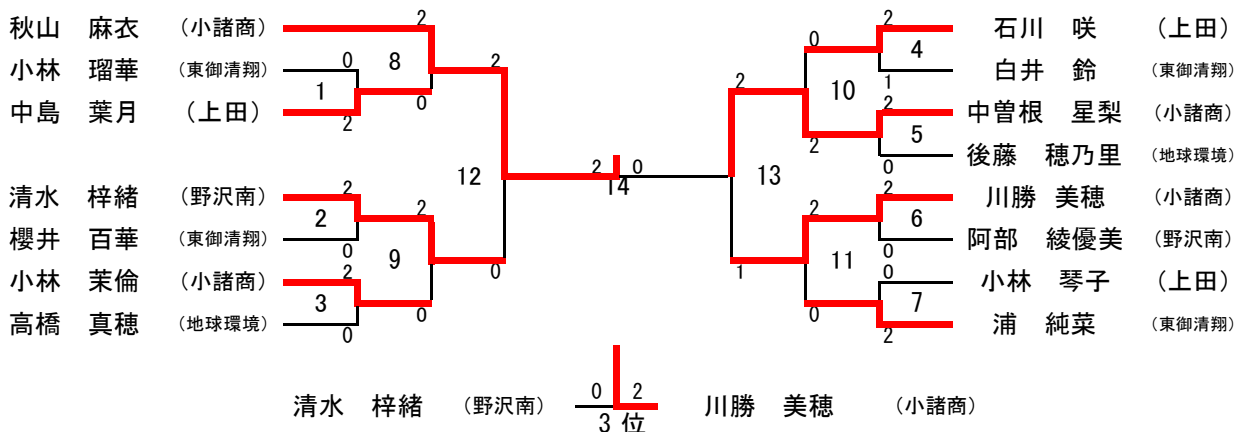 秋山 麻衣 (小諸商) 2 2 石川 咲 (上田)
0 8 2 0 4
小林 瑠華 (東御清翔) 2 白井 鈴 (東御清翔)
1 10 1
中島 葉月 (上田) 0 2 中曽根 星梨 (小諸商)
2 2 5
後藤 穂乃里 (地球環境)
12 2 0 13 0
14
清水 梓緒 (野沢南) 2 2 川勝 美穂 (小諸商)
2 2 2 6
櫻井 百華 (東御清翔) 0 0 阿部 綾優美 (野沢南)
9 0 1 11
小林 茉倫 (小諸商) 2 0 小林 琴子 (上田)
3 0 0 7
高橋 真穂 (地球環境) 0 2 浦 純菜 (東御清翔)
清水 梓緒 (野沢南) 0 2 川勝 美穂 (小諸商)
3 位